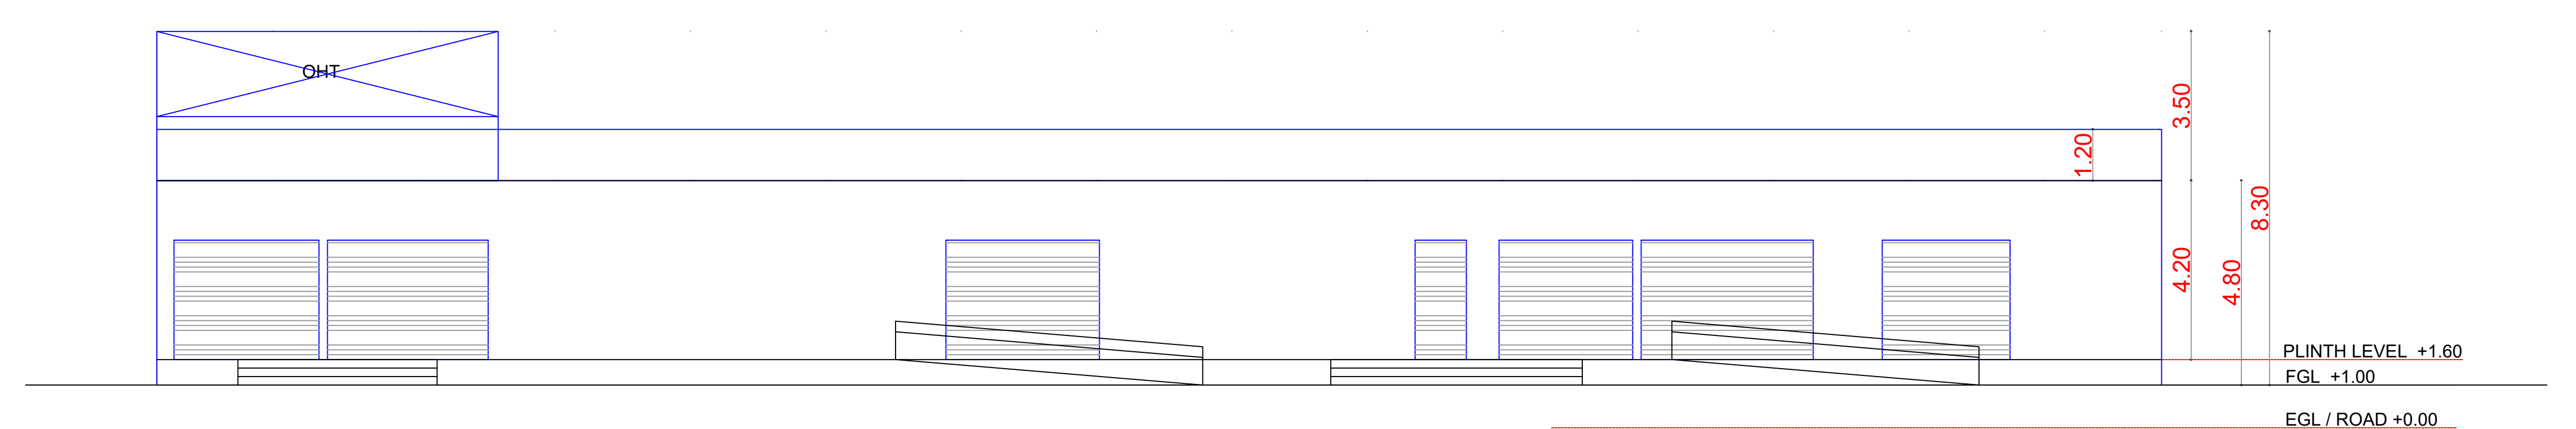 OHT
3.50
1.20
8.30
4.20
4.80
PLINTH LEVEL +1.60
FGL +1.00
EGL / ROAD +0.00